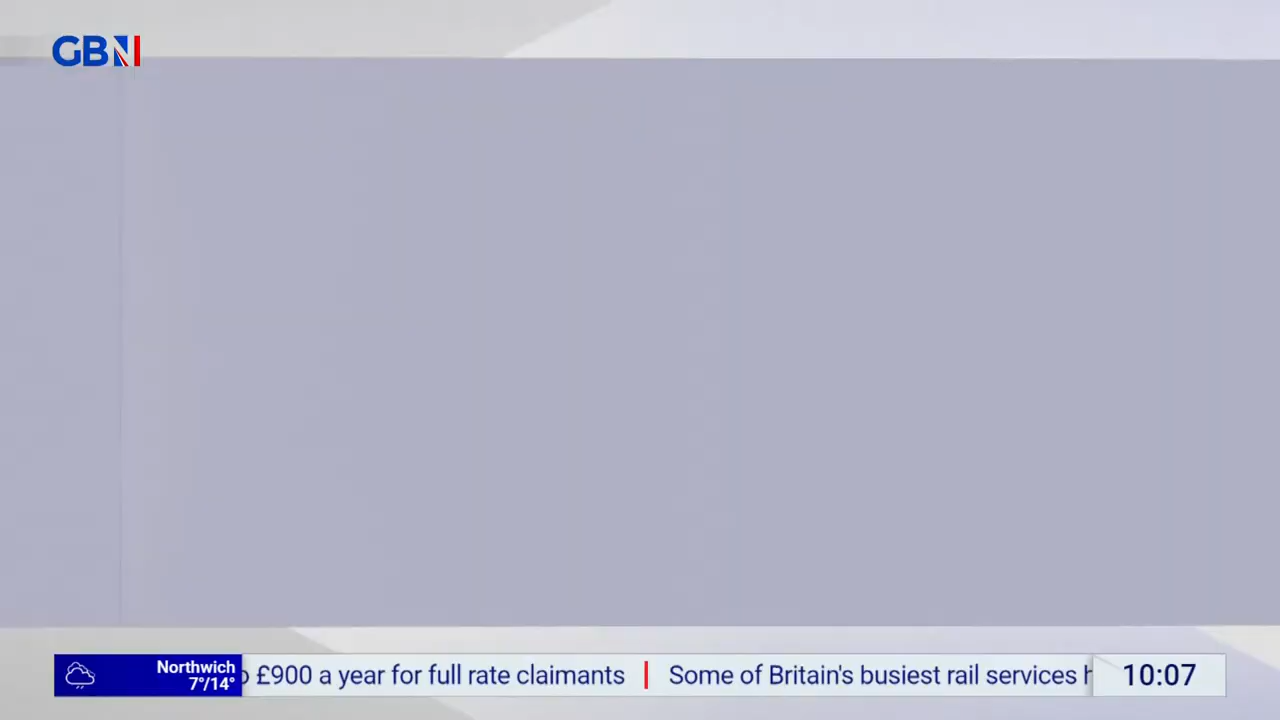 GBN
Northwich
7°/14°
£900 a year for full rate claimants
Some of Britain's busiest rail services
10:07